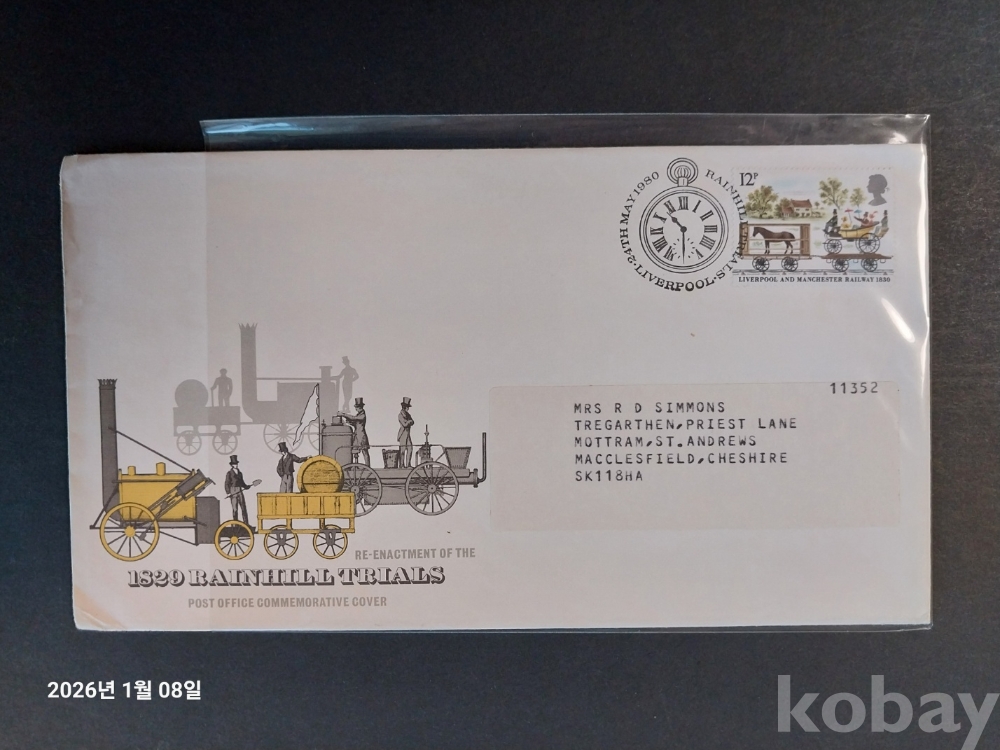 24TH MAY 1980 RAINHILL TRIALS · LIVERPOOL ·
12P
LIVERPOOL AND MANCHESTER RAILWAY 1830
11352
MRS R D SIMMONS
TREGARTHEN,PRIEST LANE
MOTTRAM,ST.ANDREWS
MACCLESFIELD,CHESHIRE
SK118HA
RE-ENACTMENT OF THE
1829 RAINHILL TRIALS
POST OFFICE COMMEMORATIVE COVER
2026년 1월 08일
kobay